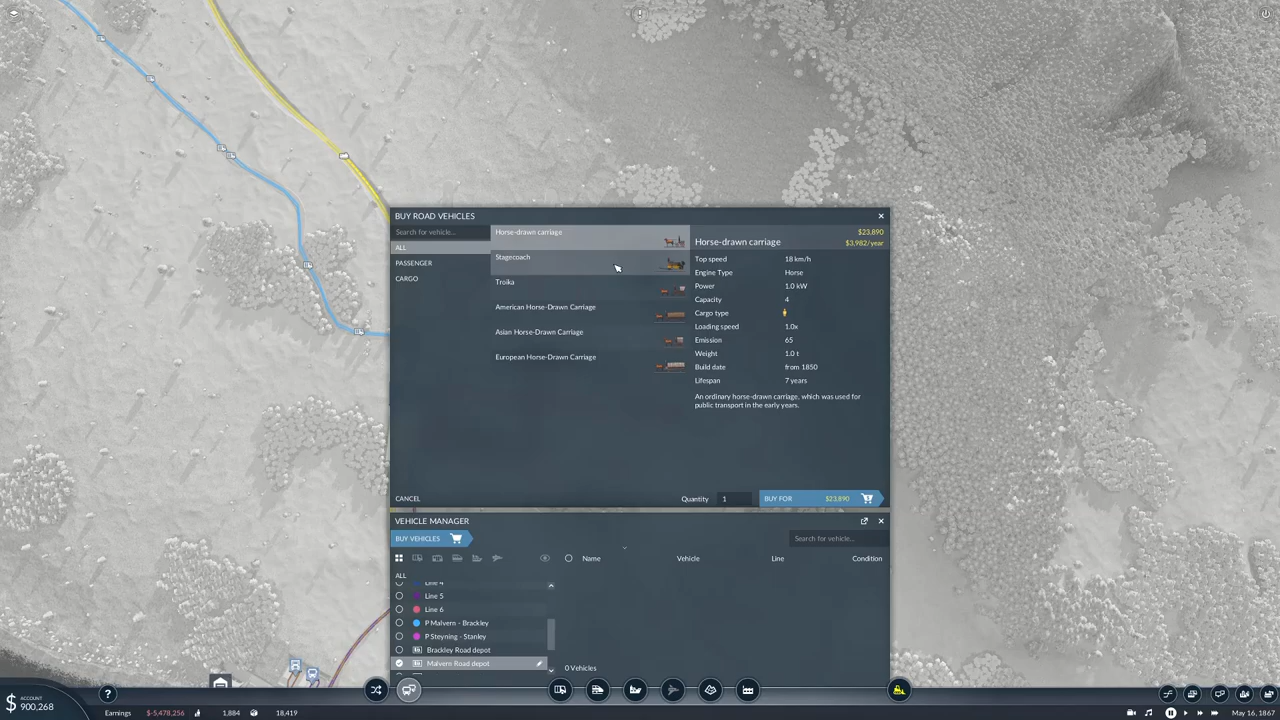 BUY ROAD VEHICLES
Search for vehicle...
ALL
PASSENGER
CARGO
Horse-drawn carriage
Stagecoach
Troika
American Horse-Drawn Carriage
Asian Horse-Drawn Carriage
European Horse-Drawn Carriage
$23,890
Horse-drawn carriage
$3,982/year
Top speed 18 km/h
Engine Type Horse
Power 1.0 kW
Capacity 4
Cargo type
Loading speed 1.0x
Emission 65
Weight 1.0 t
Build date from 1850
Lifespan 7 years
An ordinary horse-drawn carriage, which was used for
public transport in the early years.
CANCEL
Quantity 1
BUY FOR $23,890
VEHICLE MANAGER
BUY VEHICLES
Search for vehicle...
Name Vehicle Line Condition
ALL
Line 4
Line 5
Line 6
P Malvern - Brackley
P Steyning - Stanley
Brackley Road depot
Malvern Road depot
0 Vehicles
$ ACCOUNT
900,268
?
Earnings $-5,478,256 1,884 18,419
May 16, 1867